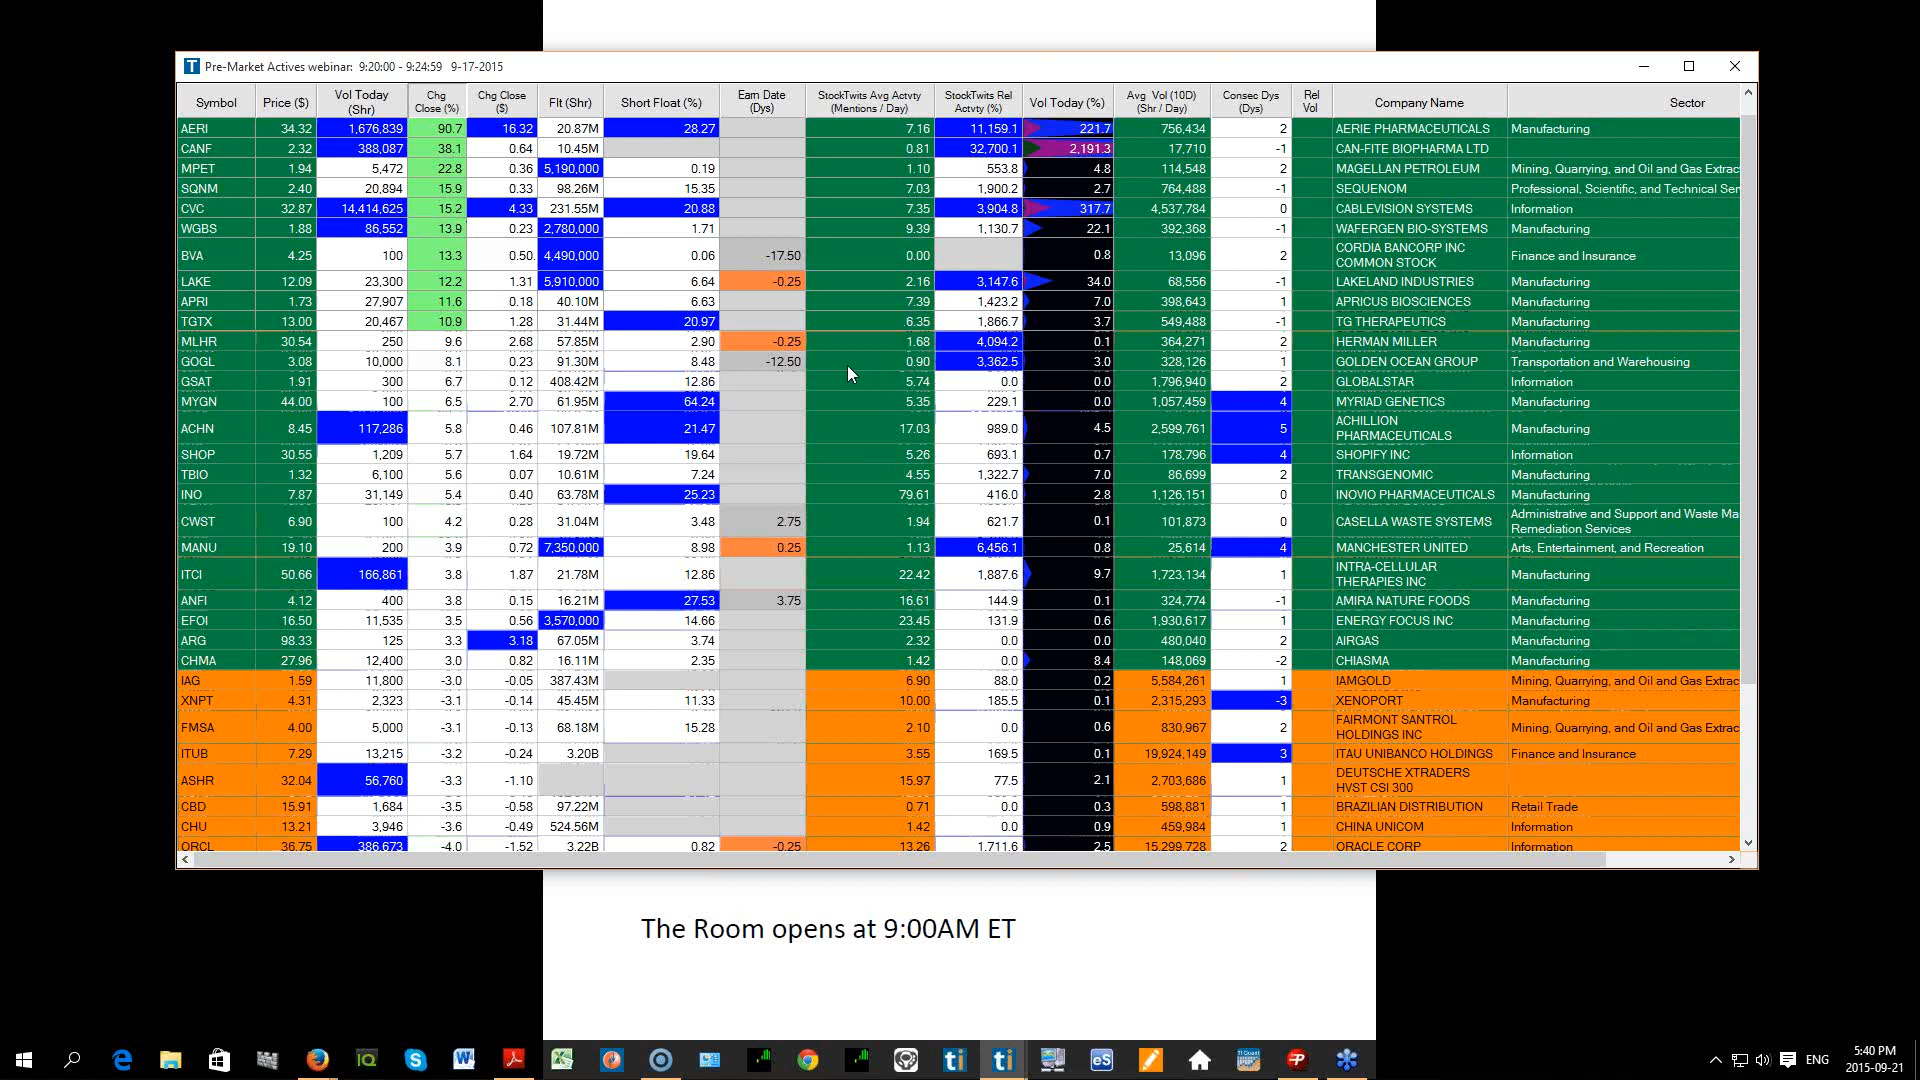 Pre-Market Actives webinar: 9:20:00 - 9:24:59 9-17-2015
Symbol Price ($) Vol Today (Shr) Chg Close (%) Chg Close ($) Flt (Shr) Short Float (%) Earn Date (Dys) StockTwits Avg Actvty (Mentions / Day) StockTwits Rel Actvty (%) Vol Today (%) Avg Vol (10D) (Shr / Day) Consec Dys (Dys) Rel Vol Company Name Sector
AERI 34.32 1,676,839 90.7 16.32 20.87M 28.27 7.16 11,159.1 221.7 756,434 2 AERIE PHARMACEUTICALS Manufacturing
CANF 2.32 388,087 38.1 0.64 10.45M 0.81 32,700.1 2,191.3 17,710 -1 CAN-FITE BIOPHARMA LTD
MPET 1.94 5,472 22.8 0.36 5,190,000 0.19 1.10 553.8 4.8 114,548 2 MAGELLAN PETROLEUM Mining, Quarrying, and Oil and Gas Extrac
SQNM 2.40 20,894 15.9 0.33 98.26M 15.35 7.03 1,900.2 2.7 764,488 -1 SEQUENOM Professional, Scientific, and Technical Ser
CVC 32.87 14,414,625 15.2 4.33 231.55M 20.88 7.35 3,904.8 317.7 4,537,784 0 CABLEVISION SYSTEMS Information
WGBS 1.88 86,552 13.9 0.23 2,780,000 1.71 9.39 1,130.7 22.1 392,368 -1 WAFERGEN BIO-SYSTEMS Manufacturing
BVA 4.25 100 13.3 0.50 4,490,000 0.06 -17.50 0.00 0.8 13,096 2 CORDIA BANCORP INC COMMON STOCK Finance and Insurance
LAKE 12.09 23,300 12.2 1.31 5,910,000 6.64 -0.25 2.16 3,147.6 34.0 68,556 -1 LAKELAND INDUSTRIES Manufacturing
APRI 1.73 27,907 11.6 0.18 40.10M 6.63 7.39 1,423.2 7.0 398,643 1 APRICUS BIOSCIENCES Manufacturing
TGTX 13.00 20,467 10.9 1.28 31.44M 20.97 6.35 1,866.7 3.7 549,488 -1 TG THERAPEUTICS Manufacturing
MLHR 30.54 250 9.6 2.68 57.85M 2.90 -0.25 1.68 4,094.2 0.1 364,271 2 HERMAN MILLER Manufacturing
GOGL 3.08 10,000 8.1 0.23 91.30M 8.48 -12.50 0.90 3,362.5 3.0 328,126 1 GOLDEN OCEAN GROUP Transportation and Warehousing
GSAT 1.91 300 6.7 0.12 408.42M 12.86 5.74 0.0 0.0 1,796,940 2 GLOBALSTAR Information
MYGN 44.00 100 6.5 2.70 61.95M 64.24 5.35 229.1 0.0 1,057,459 4 MYRIAD GENETICS Manufacturing
ACHN 8.45 117,286 5.8 0.46 107.81M 21.47 17.03 989.0 4.5 2,599,761 5 ACHILLION PHARMACEUTICALS Manufacturing
SHOP 30.55 1,209 5.7 1.64 19.72M 19.64 5.26 693.1 0.7 178,796 4 SHOPIFY INC Information
TBIO 1.32 6,100 5.6 0.07 10.61M 7.24 4.55 1,322.7 7.0 86,699 2 TRANSGENOMIC Manufacturing
INO 7.87 31,149 5.4 0.40 63.78M 25.23 79.61 416.0 2.8 1,126,151 0 INOVIO PHARMACEUTICALS Manufacturing
CWST 6.90 100 4.2 0.28 31.04M 3.48 2.75 1.94 621.7 0.1 101,873 0 CASELLA WASTE SYSTEMS Administrative and Support and Waste Ma Remediation Services
MANU 19.10 200 3.9 0.72 7,350,000 8.98 0.25 1.13 6,456.1 0.8 25,614 4 MANCHESTER UNITED Arts, Entertainment, and Recreation
ITCI 50.66 166,861 3.8 1.87 21.78M 12.86 22.42 1,887.6 9.7 1,723,134 1 INTRA-CELLULAR THERAPIES INC Manufacturing
ANFI 4.12 400 3.8 0.15 16.21M 27.53 3.75 16.61 144.9 0.1 324,774 -1 AMIRA NATURE FOODS Manufacturing
EFOI 16.50 11,535 3.5 0.56 3,570,000 14.66 23.45 131.9 0.6 1,930,617 1 ENERGY FOCUS INC Manufacturing
ARG 98.33 125 3.3 3.18 67.05M 3.74 2.32 0.0 0.0 480,040 2 AIRGAS Manufacturing
CHMA 27.96 12,400 3.0 0.82 16.11M 2.35 1.42 0.0 8.4 148,069 -2 CHIASMA Manufacturing
IAG 1.59 11,800 -3.0 -0.05 387.43M 6.90 88.0 0.2 5,584,261 1 IAMGOLD Mining, Quarrying, and Oil and Gas Extrac
XNPT 4.31 2,323 -3.1 -0.14 45.45M 11.33 10.00 185.5 0.1 2,315,293 -3 XENOPORT Manufacturing
FMSA 4.00 5,000 -3.1 -0.13 68.18M 15.28 2.10 0.0 0.6 830,967 2 FAIRMONT SANTROL HOLDINGS INC Mining, Quarrying, and Oil and Gas Extrac
ITUB 7.29 13,215 -3.2 -0.24 3.20B 3.55 169.5 0.1 19,924,149 3 ITAU UNIBANCO HOLDINGS Finance and Insurance
ASHR 32.04 56,760 -3.3 -1.10 15.97 77.5 2.1 2,703,686 1 DEUTSCHE XTRADERS HVST CSI 300
CBD 15.91 1,684 -3.5 -0.58 97.22M 0.71 0.0 0.3 598,881 1 BRAZILIAN DISTRIBUTION Retail Trade
CHU 13.21 3,946 -3.6 -0.49 524.56M 1.42 0.0 0.9 459,984 1 CHINA UNICOM Information
ORCL 36.75 386,673 -4.0 -1.52 3.22B 0.82 -0.25 13.26 1,711.6 2.5 15,299,728 2 ORACLE CORP Information
The Room opens at 9:00AM ET
ENG 5:40 PM
2015-09-21